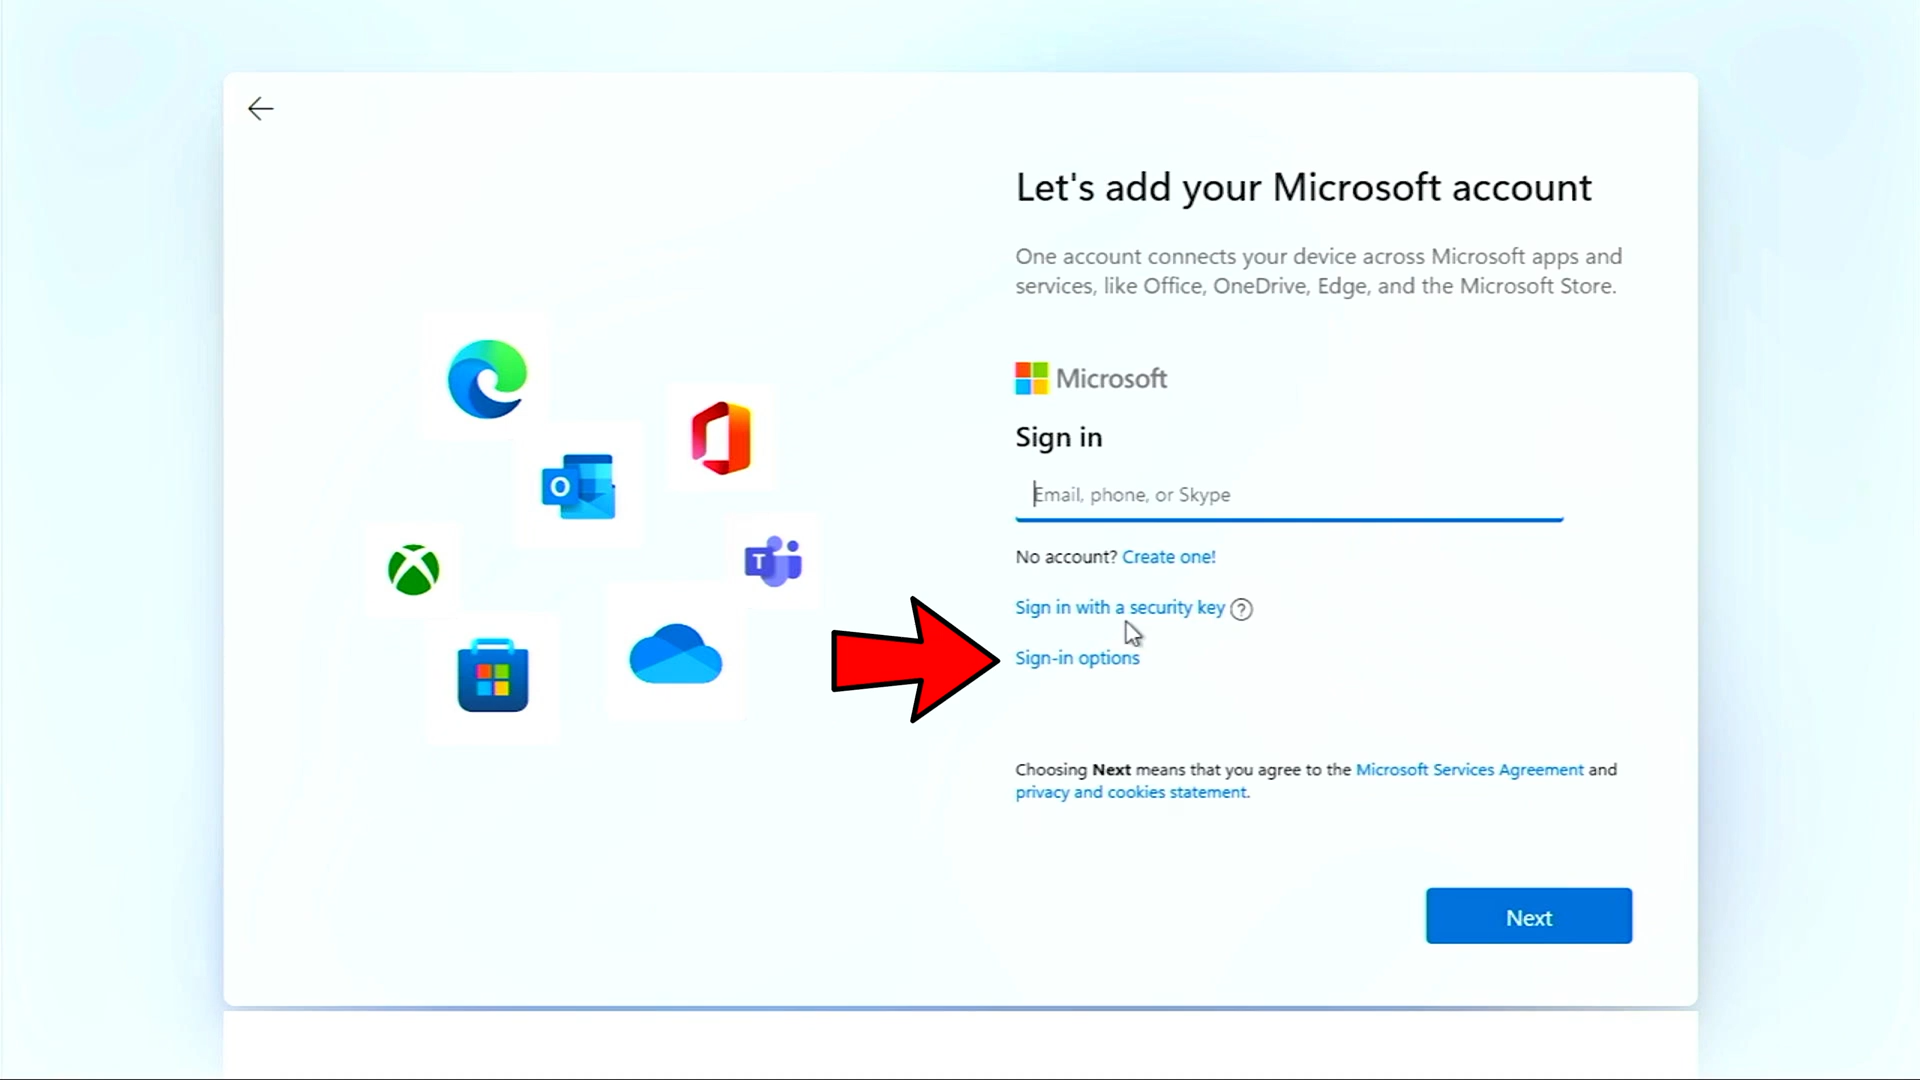 Let's add your Microsoft account
One account connects your device across Microsoft apps and
services, like Office, OneDrive, Edge, and the Microsoft Store.
Microsoft
Sign in
Email, phone, or Skype
No account? Create one!
Sign in with a security key ?
Sign-in options
Choosing Next means that you agree to the Microsoft Services Agreement and
privacy and cookies statement.
Next
O
T